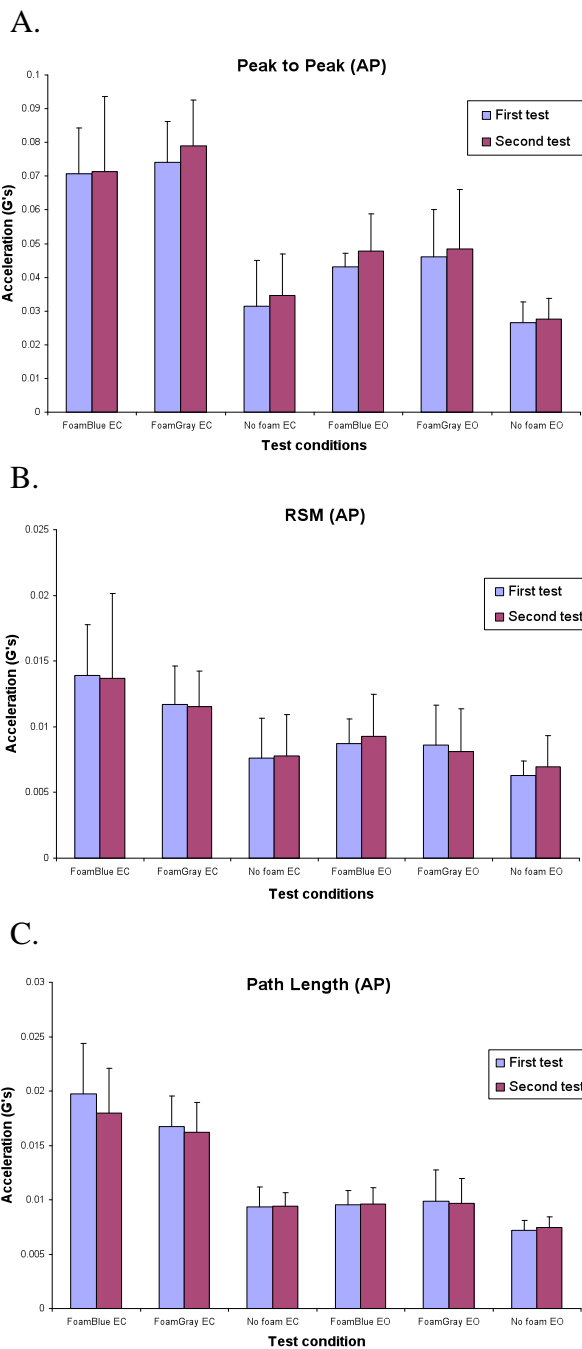 A.
Peak to Peak (AP)
Acceleration (G's)
0.1
0.09
0.08
0.07
0.06
0.05
0.04
0.03
0.02
0.01
0
First test
Second test
FoamBlue EC FoamGray EC No foam EC FoamBlue EO FoamGray EO No foam EO
Test conditions
B.
RSM (AP)
Acceleration (G's)
0.025
0.02
0.015
0.01
0.005
0
First test
Second test
FoamBlue EC FoamGray EC No foam EC FoamBlue EO FoamGray EO No foam EO
Test conditions
C.
Path Length (AP)
Acceleration (G's)
0.03
0.025
0.02
0.015
0.01
0.005
0
First test
Second test
FoamBlue EC FoamGray EC No foam EC FoamBlue EO FoamGray EO No foam EO
Test condition